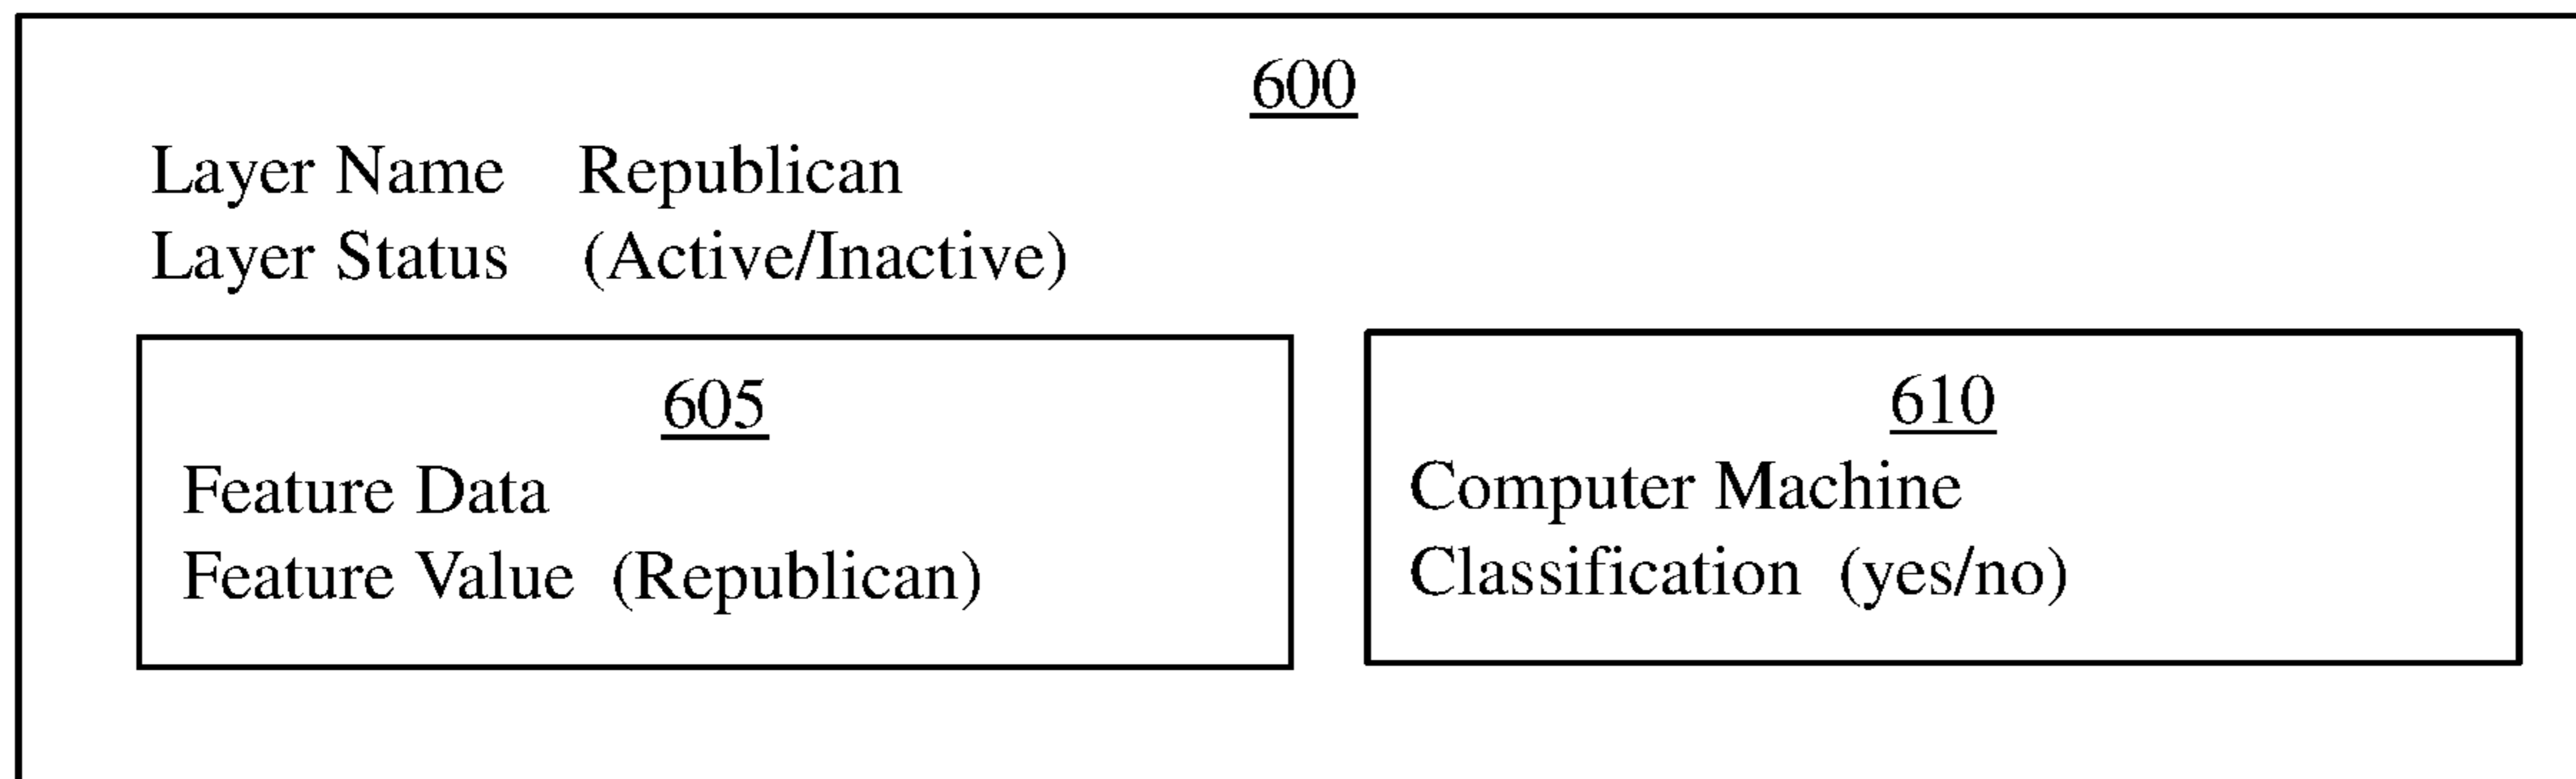 600
Layer Name Republican
Layer Status (Active/Inactive)
605
Feature Data
Feature Value (Republican)
610
Computer Machine
Classification (yes/no)